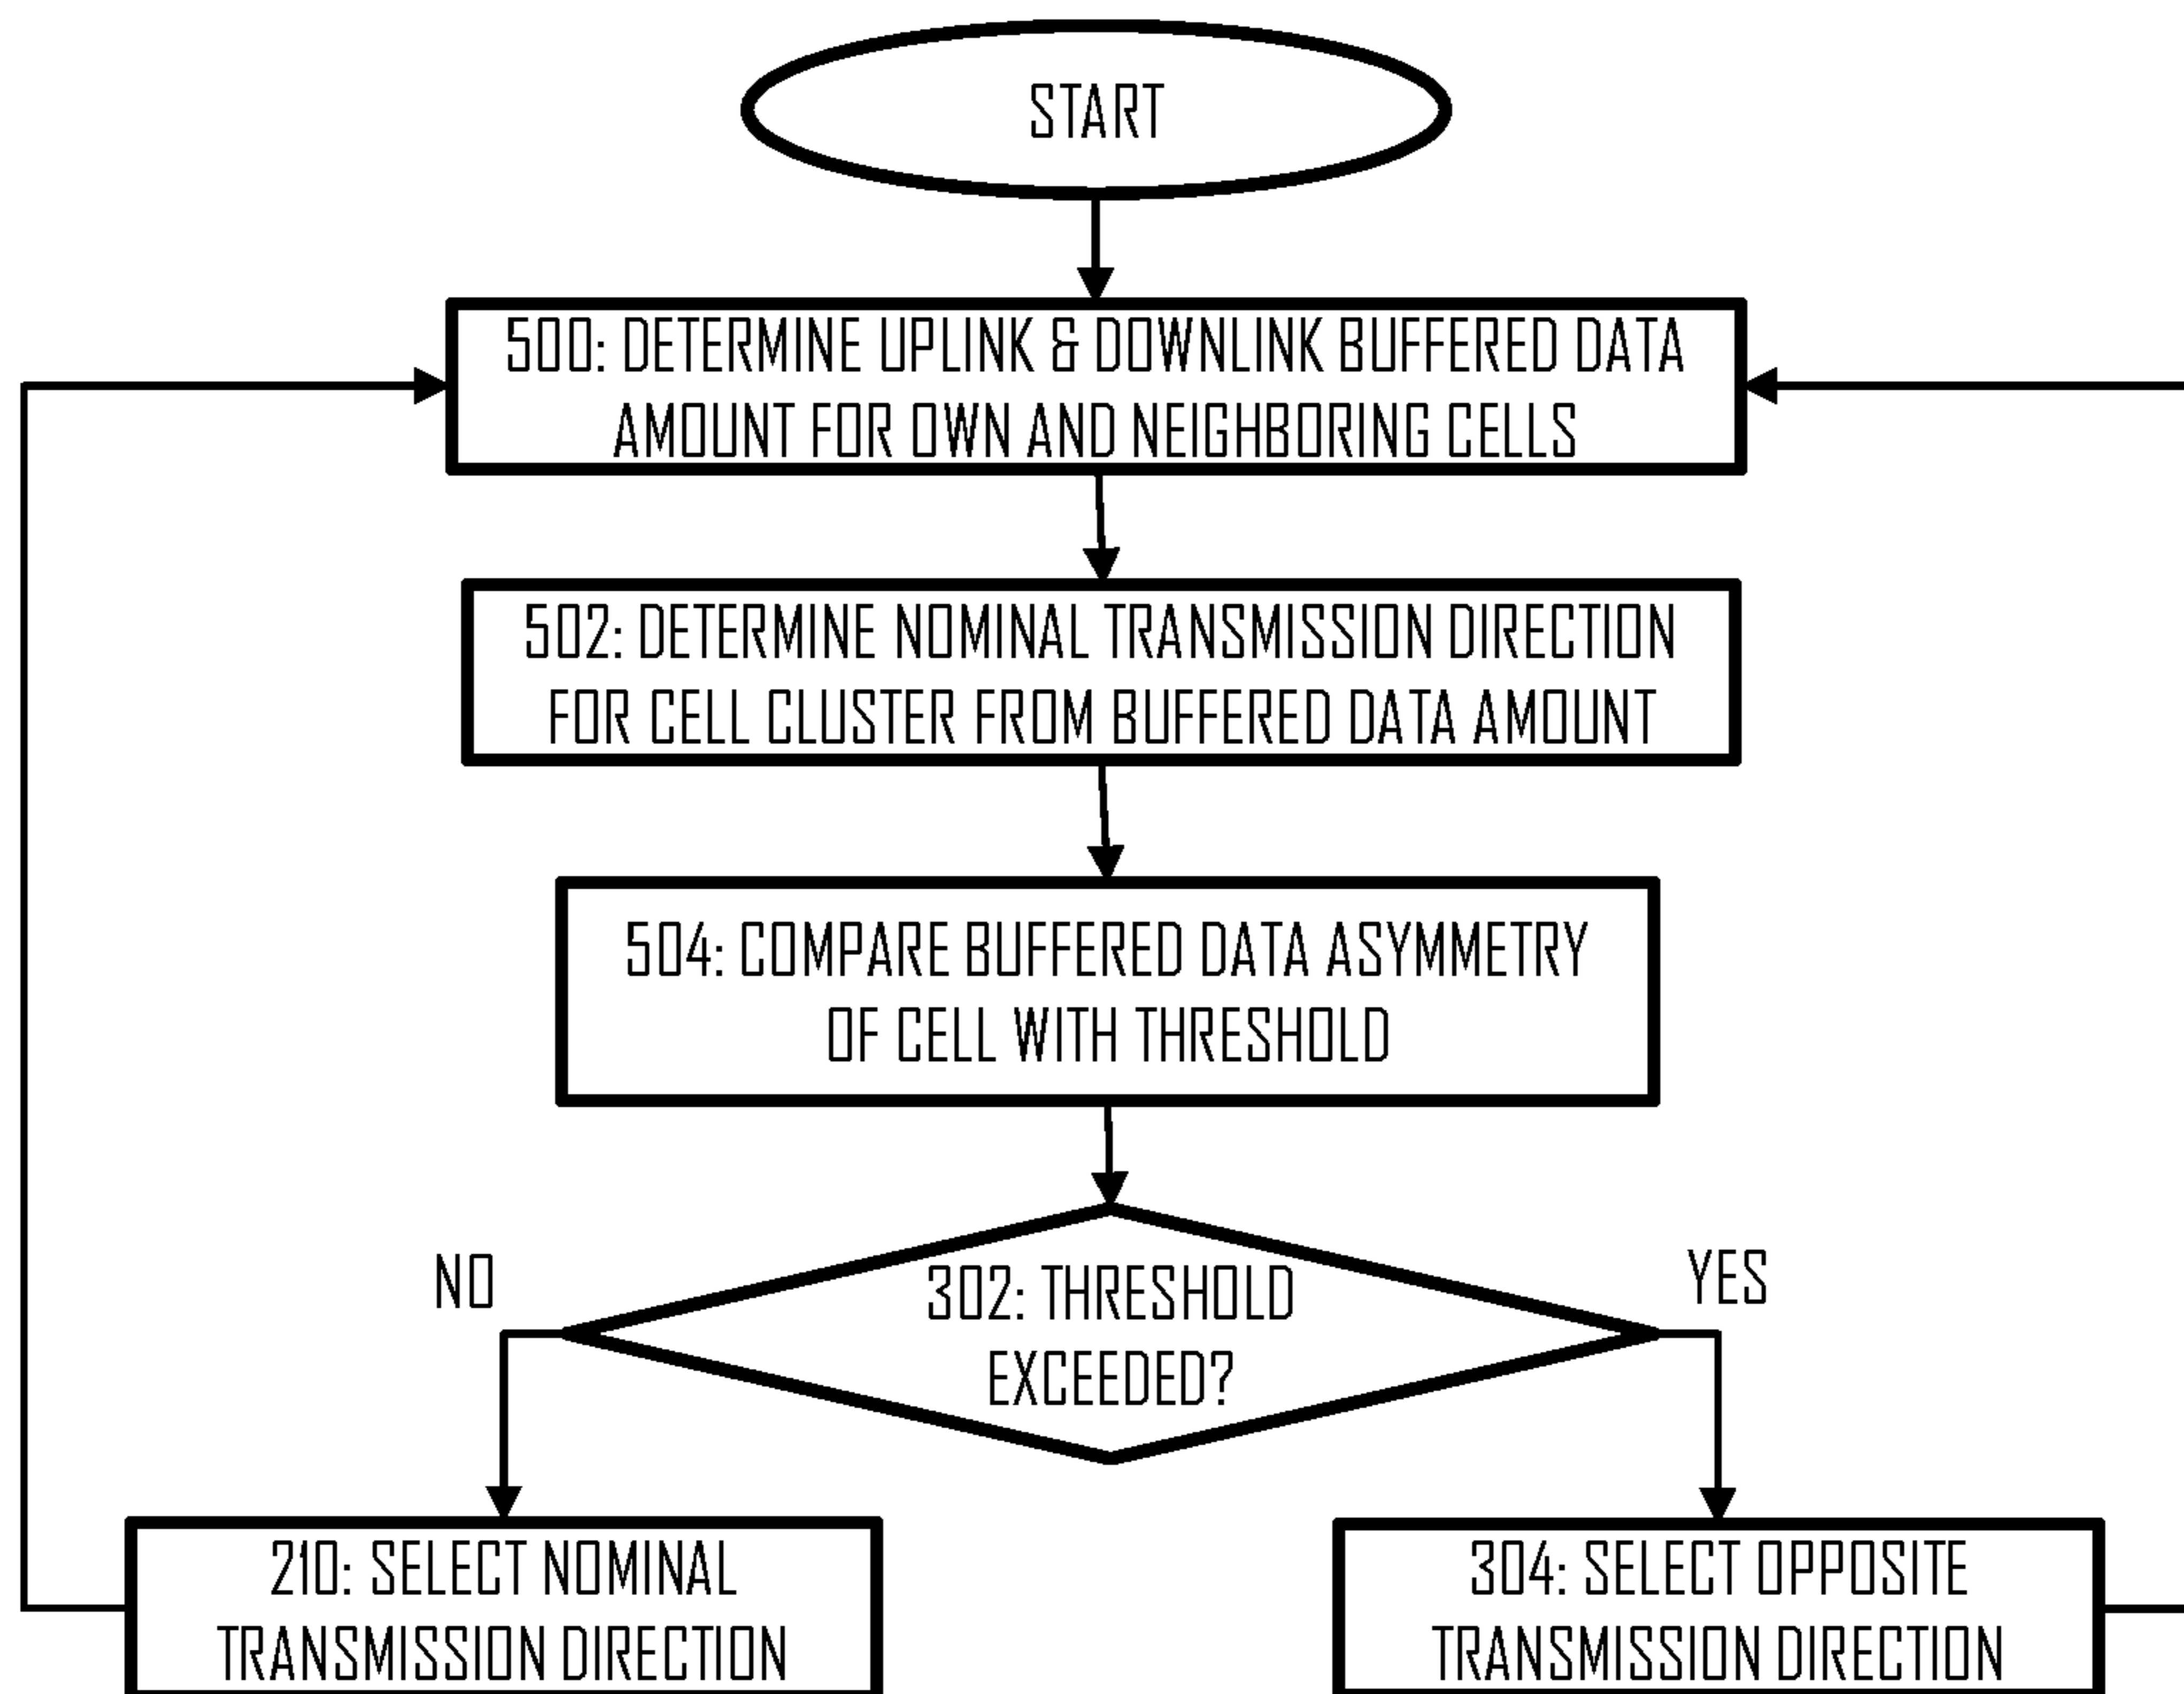 START
500: DETERMINE UPLINK & DOWNLINK BUFFERED DATA
AMOUNT FOR OWN AND NEIGHBORING CELLS
502: DETERMINE NOMINAL TRANSMISSION DIRECTION
FOR CELL CLUSTER FROM BUFFERED DATA AMOUNT
504: COMPARE BUFFERED DATA ASYMMETRY
OF CELL WITH THRESHOLD
302: THRESHOLD
EXCEEDED?
NO
YES
210: SELECT NOMINAL
TRANSMISSION DIRECTION
304: SELECT OPPOSITE
TRANSMISSION DIRECTION